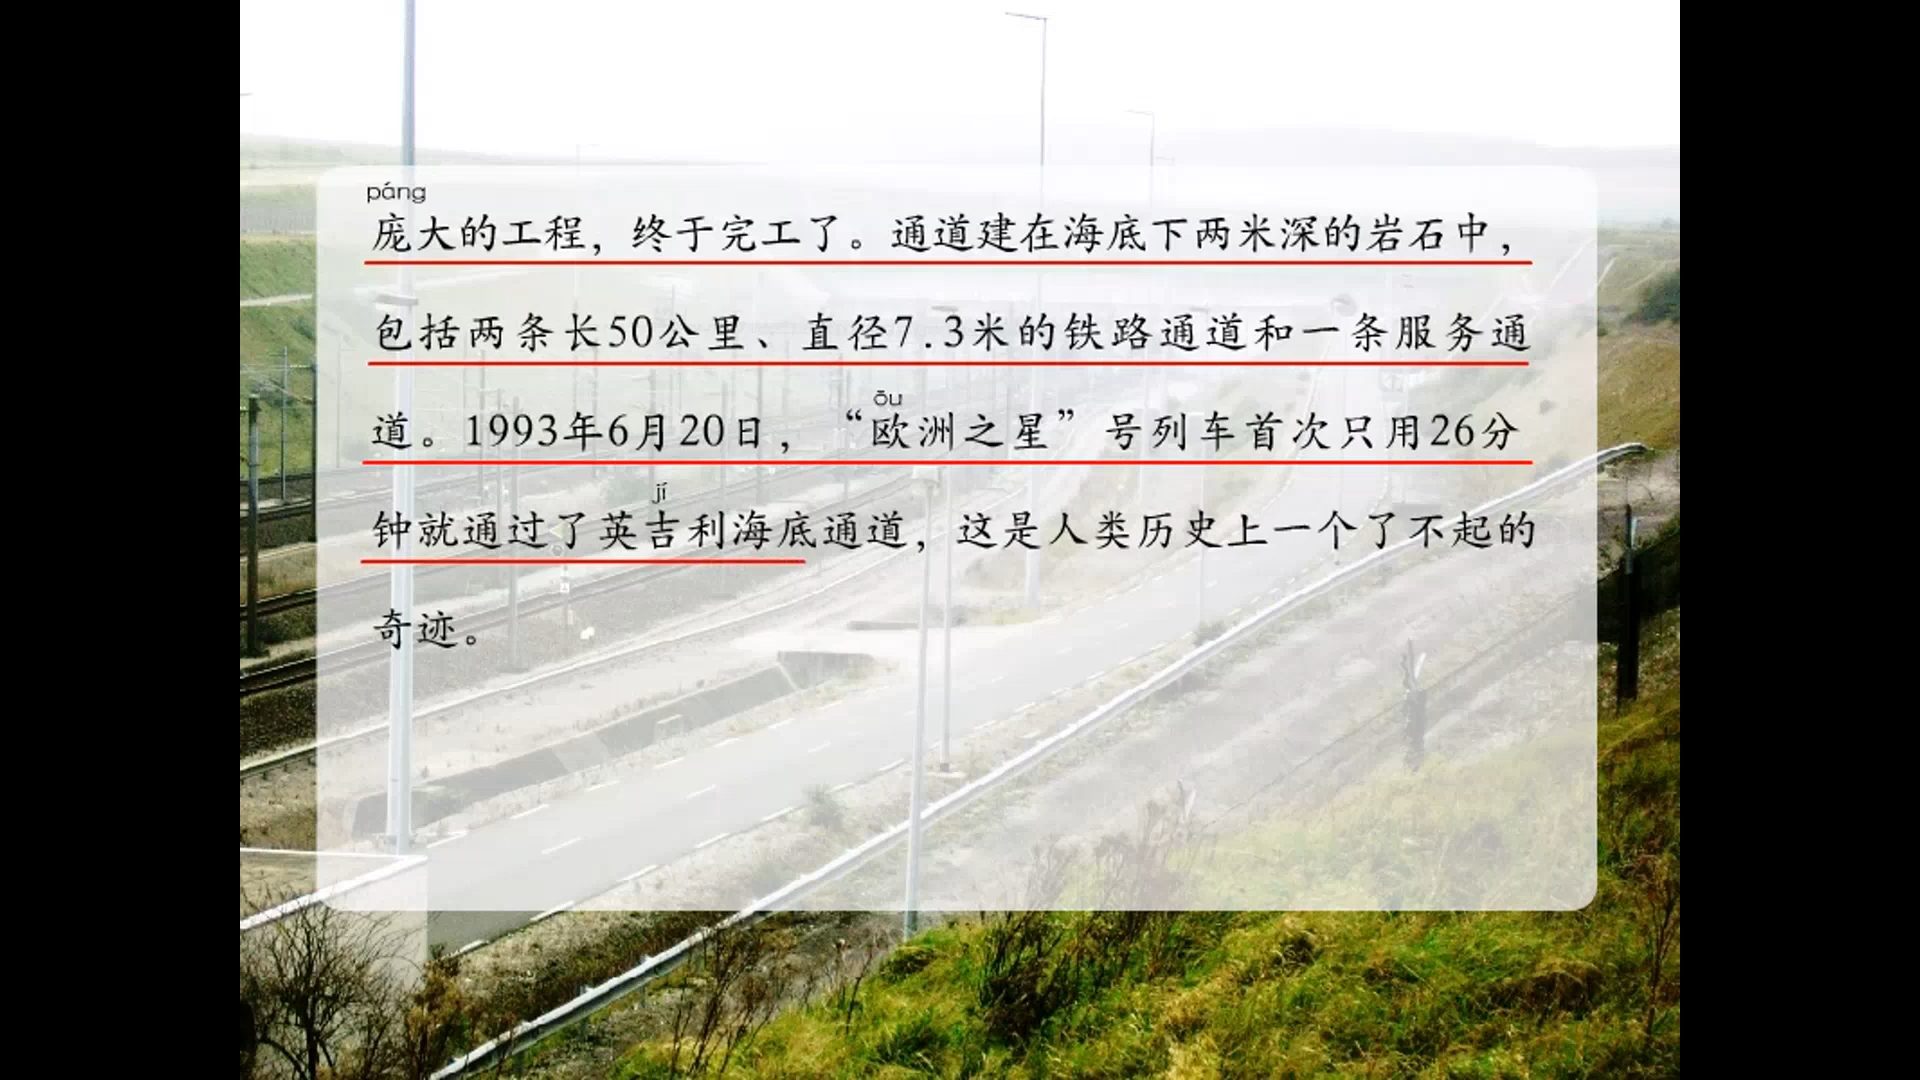 páng
庞大的工程，终于完工了。通道建在海底下两米深的岩石中，
包括两条长50公里、直径7.3米的铁路通道和一条服务通
ōu
道。1993年6月20日，“欧洲之星”号列车首次只用26分
jí
钟就通过了英吉利海底通道，这是人类历史上一个了不起的
奇迹。